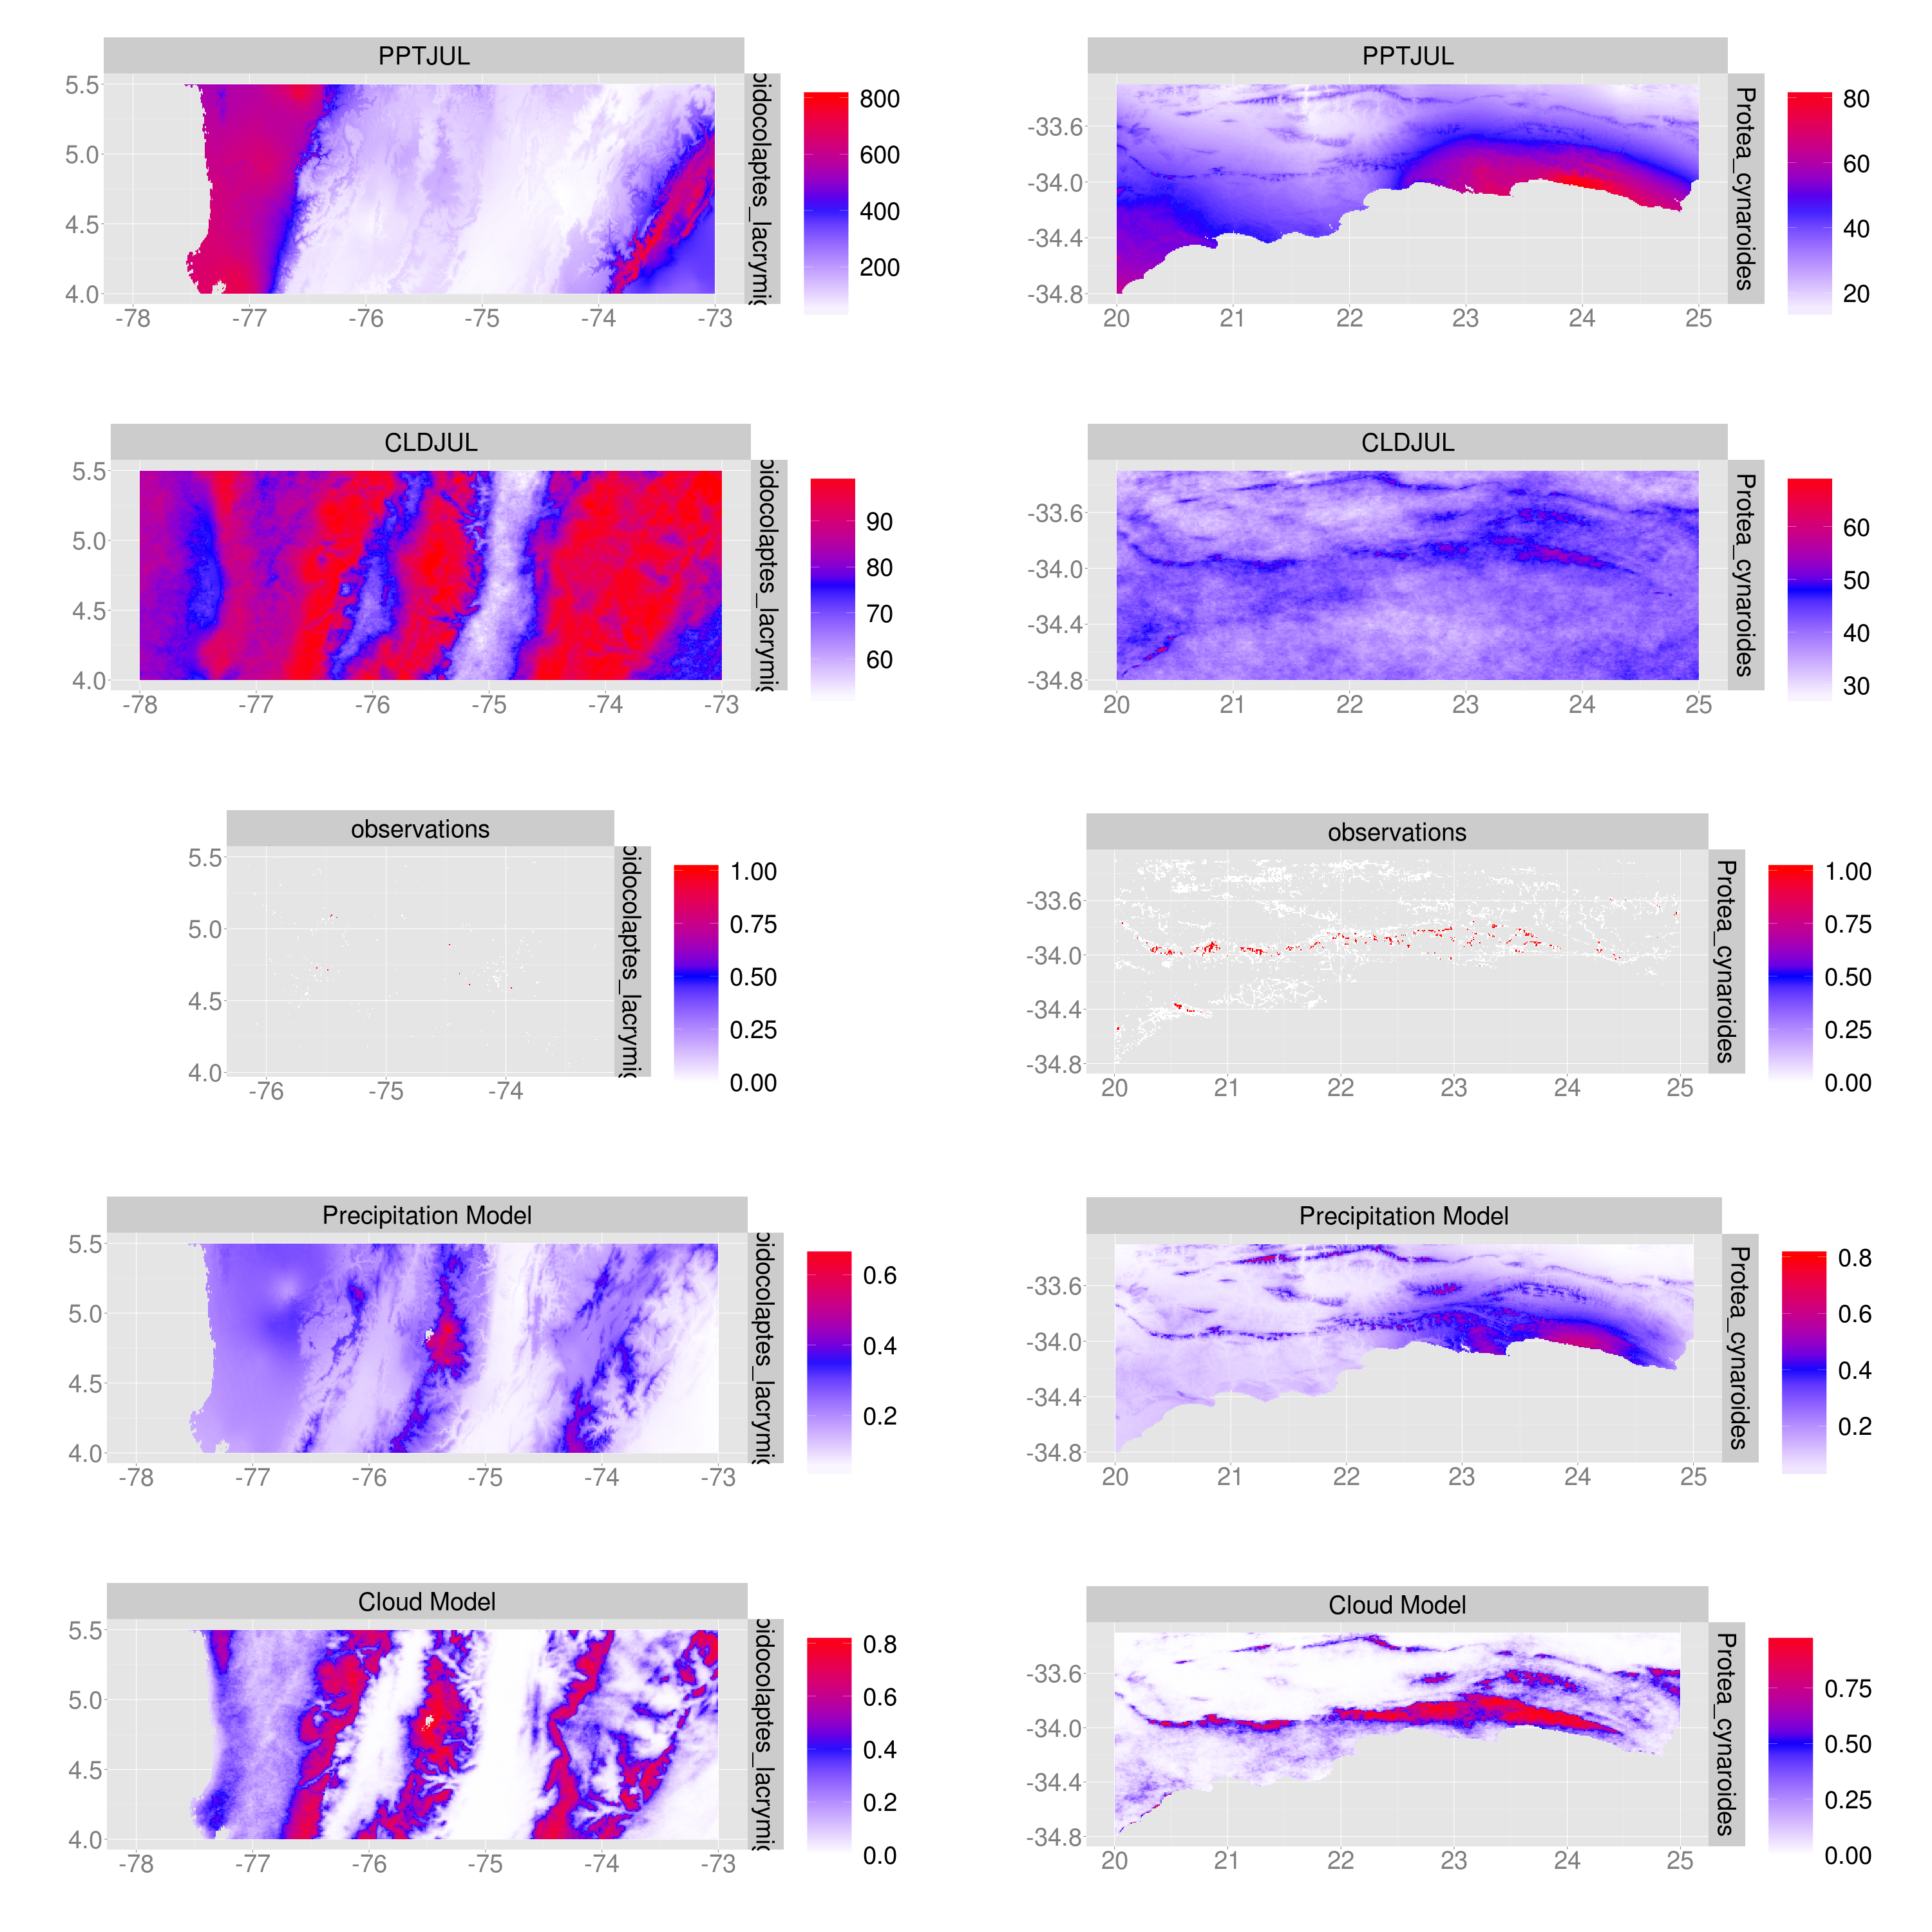 PPTJUL
5.5
5.0
4.5
4.0
-78 -77 -76 -75 -74 -73
pidocolaptes_lacrymig
800
600
400
200
PPTJUL
-33.6
-34.0
-34.4
-34.8
20 21 22 23 24 25
Protea_cynaroides
80
60
40
20
CLDJUL
5.5
5.0
4.5
4.0
-78 -77 -76 -75 -74 -73
pidocolaptes_lacrymig
90
80
70
60
CLDJUL
-33.6
-34.0
-34.4
-34.8
20 21 22 23 24 25
Protea_cynaroides
60
50
40
30
observations
5.5
5.0
4.5
4.0
-76 -75 -74
pidocolaptes_lacrymig
1.00
0.75
0.50
0.25
0.00
observations
-33.6
-34.0
-34.4
-34.8
20 21 22 23 24 25
Protea_cynaroides
1.00
0.75
0.50
0.25
0.00
Precipitation Model
5.5
5.0
4.5
4.0
-78 -77 -76 -75 -74 -73
pidocolaptes_lacrymig
0.6
0.4
0.2
Precipitation Model
-33.6
-34.0
-34.4
-34.8
20 21 22 23 24 25
Protea_cynaroides
0.8
0.6
0.4
0.2
Cloud Model
5.5
5.0
4.5
4.0
-78 -77 -76 -75 -74 -73
pidocolaptes_lacrymig
0.8
0.6
0.4
0.2
0.0
Cloud Model
-33.6
-34.0
-34.4
-34.8
20 21 22 23 24 25
Protea_cynaroides
0.75
0.50
0.25
0.00